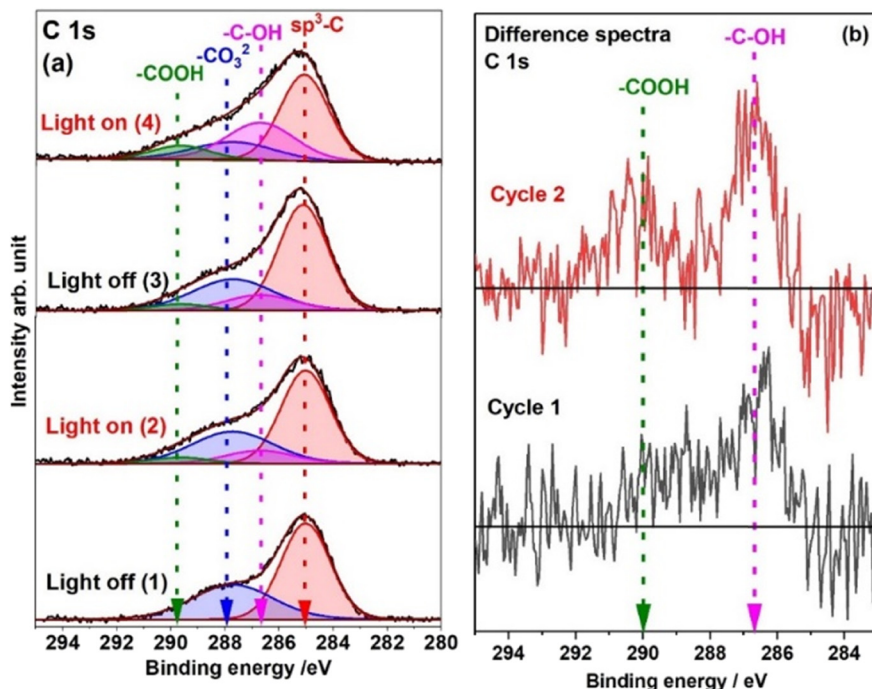 C 1s
(a)
-COOH
-CO₃²
-C-OH
sp³-C
Light on (4)
Light off (3)
Light on (2)
Light off (1)
Intensity arb. unit
294 292 290 288 286 284 282 280
Binding energy /eV
Difference spectra
C 1s
(b)
-C-OH
-COOH
Cycle 2
Cycle 1
294 292 290 288 286 284
Binding energy / eV